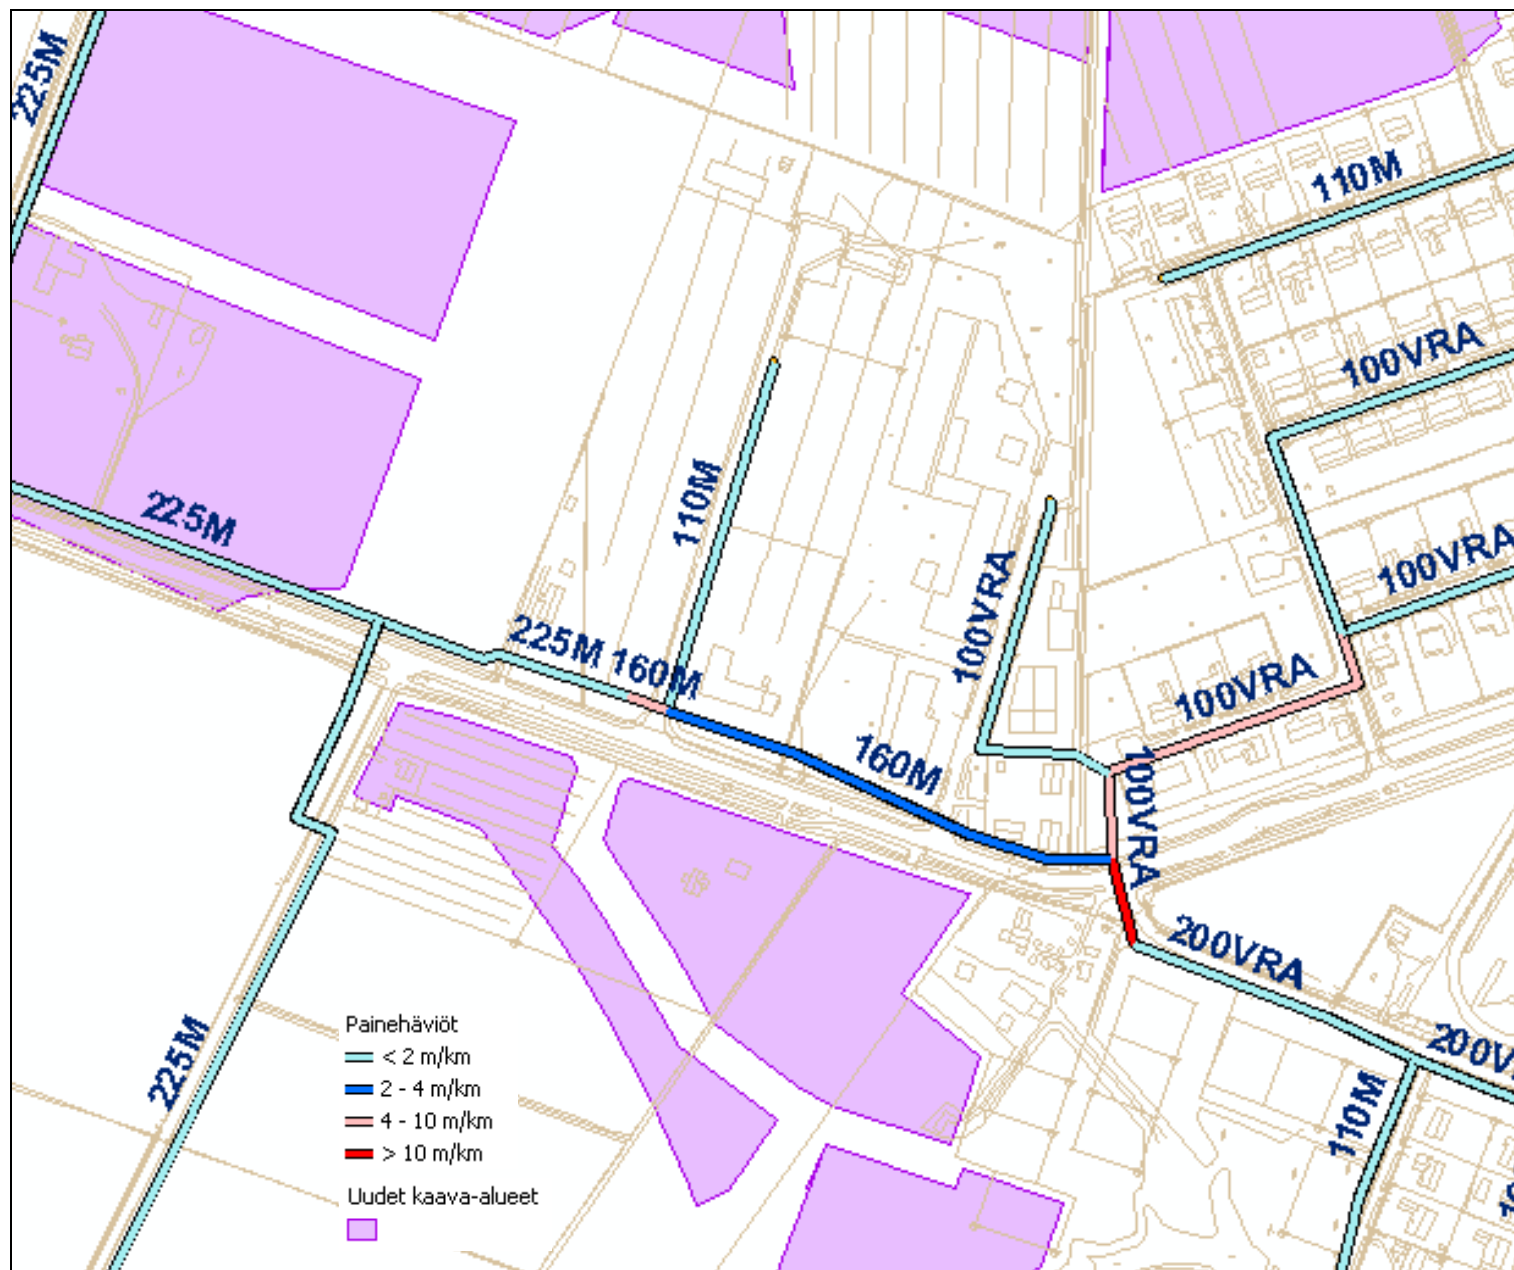 225M
110M
100VRA
110M
225M
100VRA
100VRA
225M 160M
100VRA
160M
100VRA
200VRA
225M
200V
110M
Painehäviöt
< 2 m/km
2 - 4 m/km
4 - 10 m/km
> 10 m/km
Uudet kaava-alueet